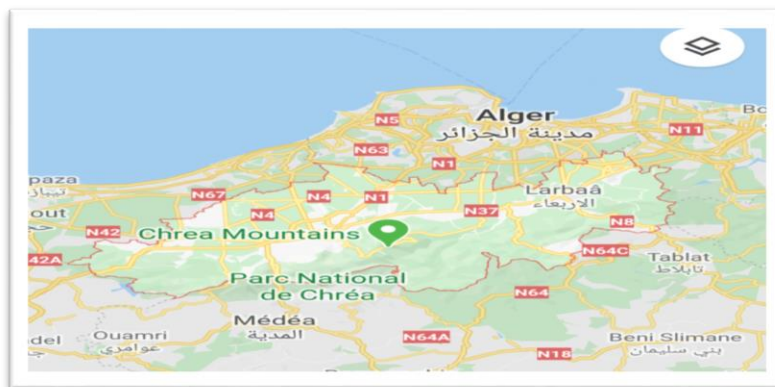 Alger
مدينة الجزائر
N5
N11
N63
N1
paza
N67
N4
N1
Larbaâ
الاربعاء
out
N4
N37
N42
Chrea Mountains
N8
42A
N64C
Tablat
تابلاط
Parc National
de Chréa
N64
Médéa
المدية
del
Ouamri
عوامري
N64A
Beni Slimane
بني سليمان
N18